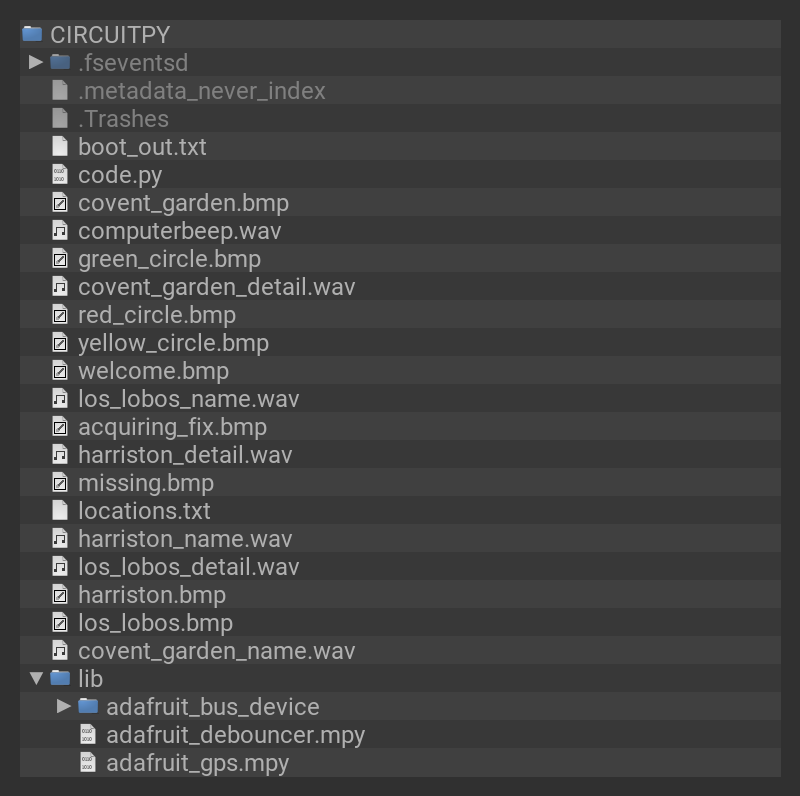 CIRCUITPY
.fseventsd
.metadata_never_index
.Trashes
boot_out.txt
code.py
covent_garden.bmp
computerbeep.wav
green_circle.bmp
covent_garden_detail.wav
red_circle.bmp
yellow_circle.bmp
welcome.bmp
los_lobos_name.wav
acquiring_fix.bmp
harriston_detail.wav
missing.bmp
locations.txt
harriston_name.wav
los_lobos_detail.wav
harriston.bmp
los_lobos.bmp
covent_garden_name.wav
lib
adafruit_bus_device
adafruit_debouncer.mpy
adafruit_gps.mpy